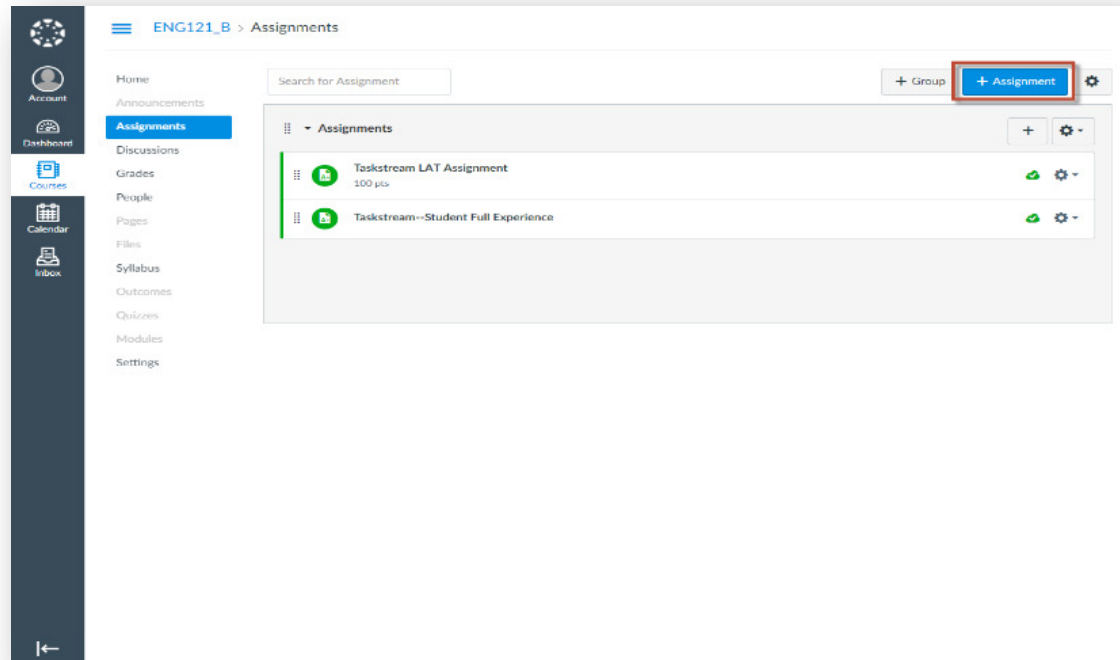 ENG121_B > Assignments
Account
Dashboard
Courses
Calendar
Inbox
Home
Announcements
Assignments
Discussions
Grades
People
Pages
Files
Syllabus
Outcomes
Quizzes
Modules
Settings
Search for Assignment
+ Group
+ Assignment
Assignments
+
Taskstream LAT Assignment
100 pts
Taskstream--Student Full Experience